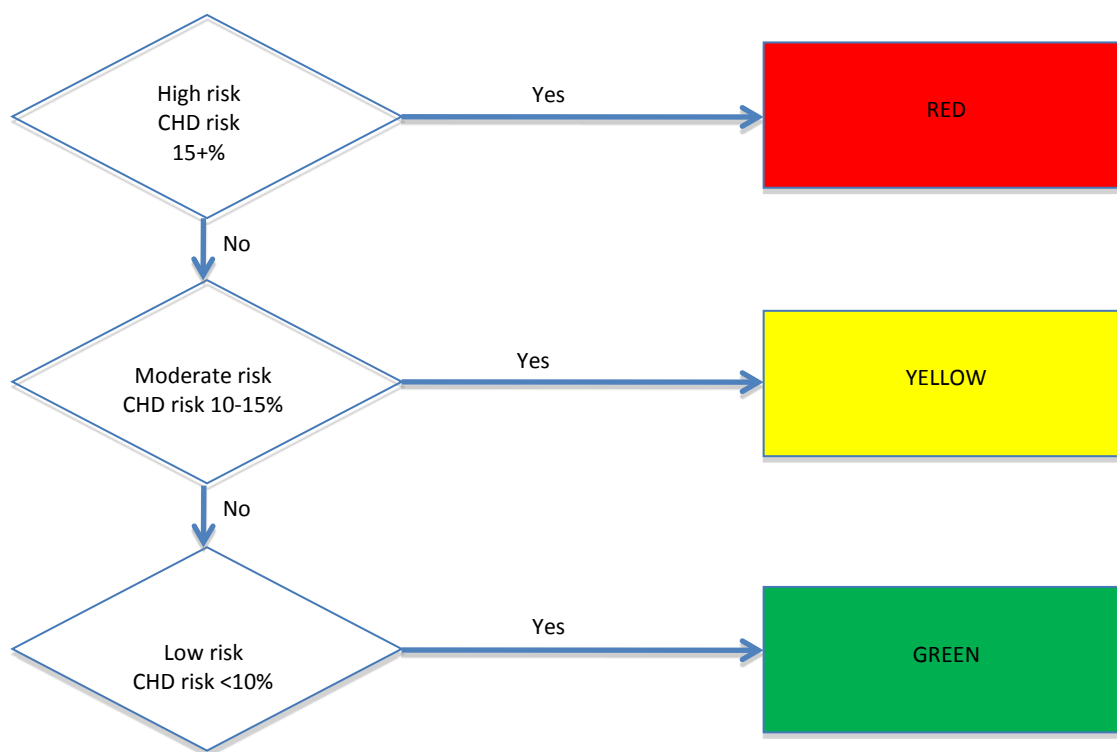 High risk
CHD risk
15+%
Yes
RED
No
Moderate risk
CHD risk 10-15%
Yes
YELLOW
No
Low risk
CHD risk <10%
Yes
GREEN